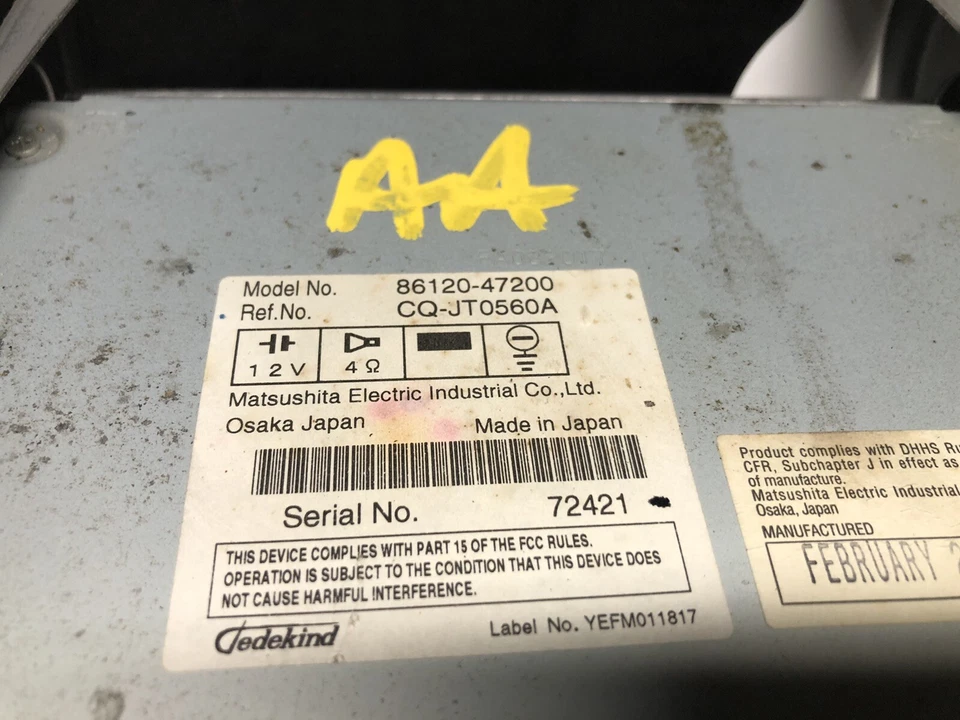 AA
Model No. 86120-47200
Ref.No. CQ-JT0560A
12V 4Ω
Matsushita Electric Industrial Co.,Ltd.
Osaka Japan Made in Japan
Serial No. 72421
THIS DEVICE COMPLIES WITH PART 15 OF THE FCC RULES.
OPERATION IS SUBJECT TO THE CONDITION THAT THIS DEVICE DOES
NOT CAUSE HARMFUL INTERFERENCE.
Jedekind Label No. YEFM011817
Product complies with DHHS
CFR, Subchapter J in effect as
of manufacture.
Matsushita Electric Industrial
Osaka, Japan
MANUFACTURED
FEBRUARY